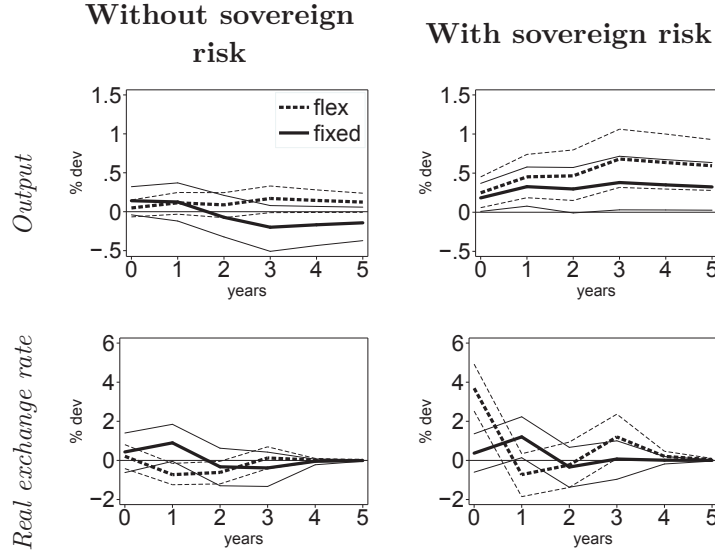 Without sovereign
risk
With sovereign risk
Output
% dev
1.5
1
.5
0
−.5
flex
fixed
0 1 2 3 4 5
years
% dev
1.5
1
.5
0
−.5
0 1 2 3 4 5
years
Real exchange rate
% dev
6
4
2
0
−2
0 1 2 3 4 5
years
% dev
6
4
2
0
−2
0 1 2 3 4 5
years